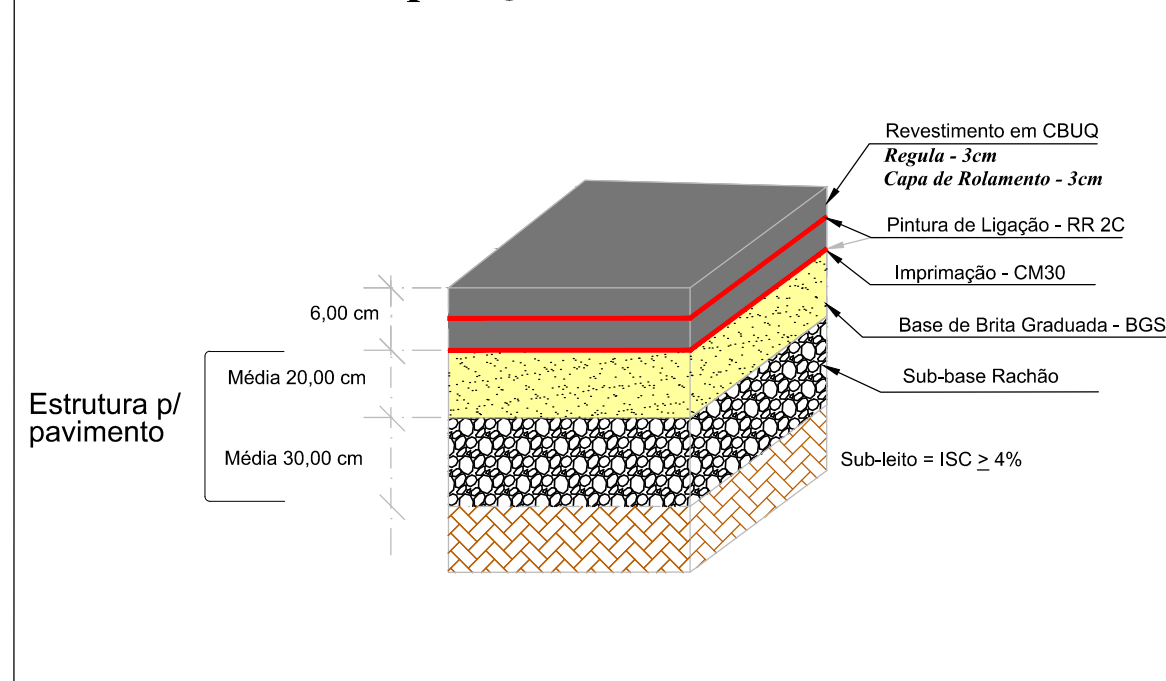 Revestimento em CBUQ
Regula - 3cm
Capa de Rolamento - 3cm
Pintura de Ligação - RR 2C
Imprimação - CM30
6,00 cm
Base de Brita Graduada - BGS
Média 20,00 cm
Sub-base Rachão
Estrutura p/
pavimento
Média 30,00 cm
Sub-leito = ISC ≥ 4%